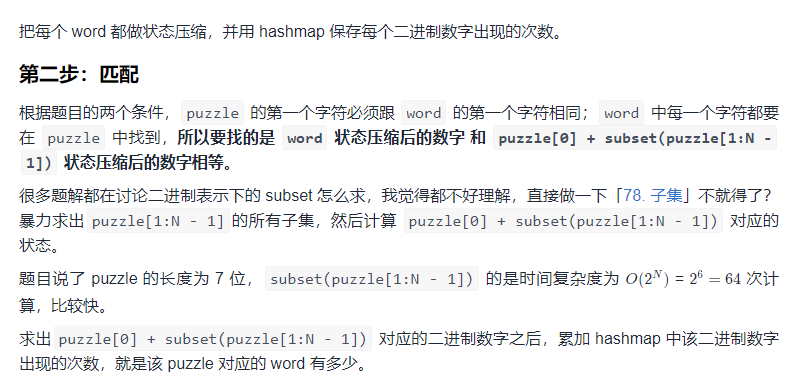 把每个 word 都做状态压缩，并用 hashmap 保存每个二进制数字出现的次数。
第二步：匹配
根据题目的两个条件， puzzle 的第一个字符必须跟 word 的第一个字符相同； word 中每一个字符都要
在 puzzle 中找到，所以要找的是 word 状态压缩后的数字 和 puzzle[0] + subset(puzzle[1:N -
1]) 状态压缩后的数字相等。
很多题解都在讨论二进制表示下的 subset 怎么求，我觉得都不好理解，直接做一下「78. 子集」不就得了？
暴力求出 puzzle[1:N - 1] 的所有子集，然后计算 puzzle[0] + subset(puzzle[1:N - 1]) 对应的
状态。
题目说了 puzzle 的长度为 7 位， subset(puzzle[1:N - 1]) 的是时间复杂度为 O(2^N) = 2^6 = 64 次计
算，比较快。
求出 puzzle[0] + subset(puzzle[1:N - 1]) 对应的二进制数字之后，累加 hashmap 中该二进制数字
出现的次数，就是该 puzzle 对应的 word 有多少。